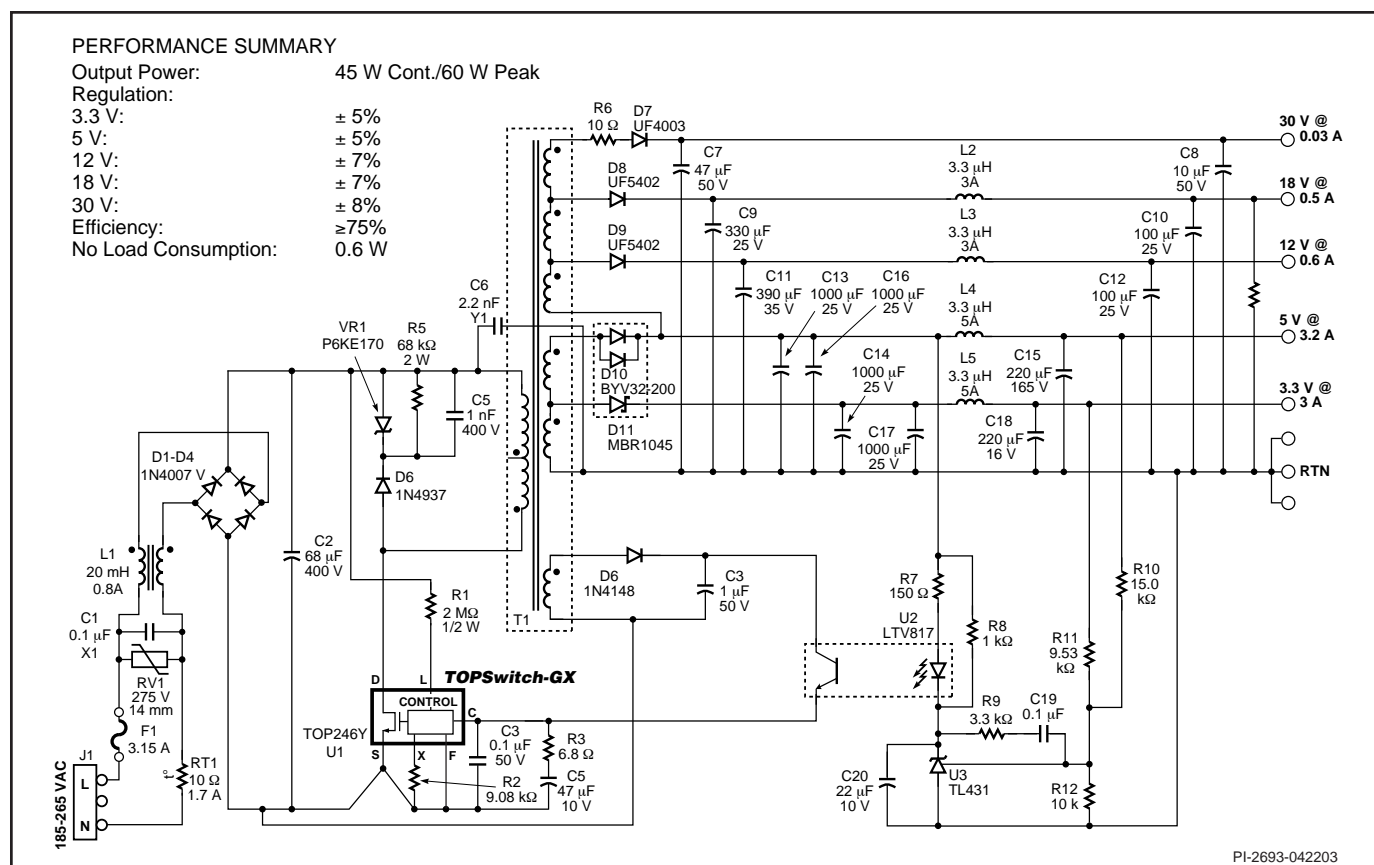 PERFORMANCE SUMMARY
Output Power: 45 W Cont./60 W Peak
Regulation:
3.3 V: ± 5%
5 V: ± 5%
12 V: ± 7%
18 V: ± 7%
30 V: ± 8%
Efficiency: ≥75%
No Load Consumption: 0.6 W
R6
10 Ω
D7
UF4003
C7
47 µF
50 V
L2
3.3 µH
3A
C8
10 µF
50 V
30 V @
0.03 A
D8
UF5402
18 V @
0.5 A
C9
330 µF
25 V
L3
3.3 µH
3A
C10
100 µF
25 V
D9
UF5402
12 V @
0.6 A
C11
390 µF
35 V
C13
1000 µF
25 V
C16
1000 µF
25 V
L4
3.3 µH
5A
C12
100 µF
25 V
5 V @
3.2 A
C6
2.2 nF
Y1
VR1
P6KE170
R5
68 kΩ
2 W
C5
1 nF
400 V
D10
BYV32-200
C14
1000 µF
25 V
L5
3.3 µH
5A
C15
220 µF
165 V
3.3 V @
3 A
D11
MBR1045
C17
1000 µF
25 V
C18
220 µF
16 V
RTN
D1-D4
1N4007 V
D6
1N4937
L1
20 mH
0.8A
C2
68 µF
400 V
C1
0.1 µF
X1
RV1
275 V
14 mm
F1
3.15 A
J1
L
N
185-265 VAC
t°
RT1
10 Ω
1.7 A
R1
2 MΩ
1/2 W
T1
D6
1N4148
C3
1 µF
50 V
R7
150 Ω
U2
LTV817
R8
1 kΩ
R10
15.0
kΩ
R11
9.53
kΩ
TOPSwitch-GX
D
L
CONTROL
C
TOP246Y
U1
S
X
F
C3
0.1 µF
50 V
R3
6.8 Ω
R2
9.08 kΩ
C5
47 µF
10 V
R9
3.3 kΩ
C19
0.1 µF
C20
22 µF
10 V
U3
TL431
R12
10 k
PI-2693-042203